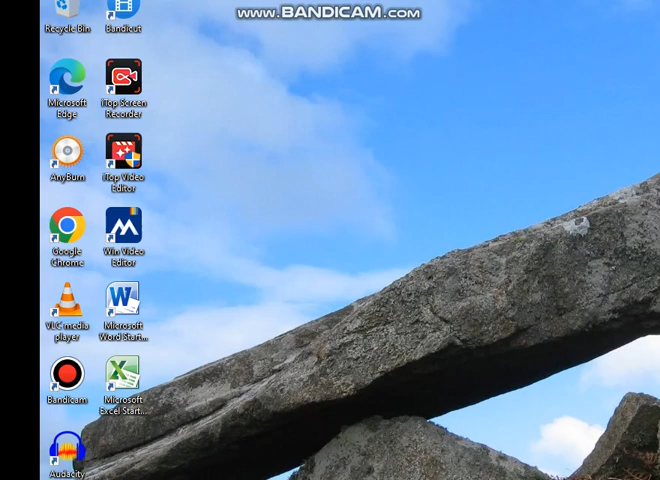 www.BANDICAM.com
Recycle Bin
Bandicut
Microsoft
Edge
iTop Screen
Recorder
AnyBurn
iTop Video
Editor
Google
Chrome
Win Video
Editor
VLC media
player
Microsoft
Word Start...
Bandicam
Microsoft
Excel Start...
Audacity